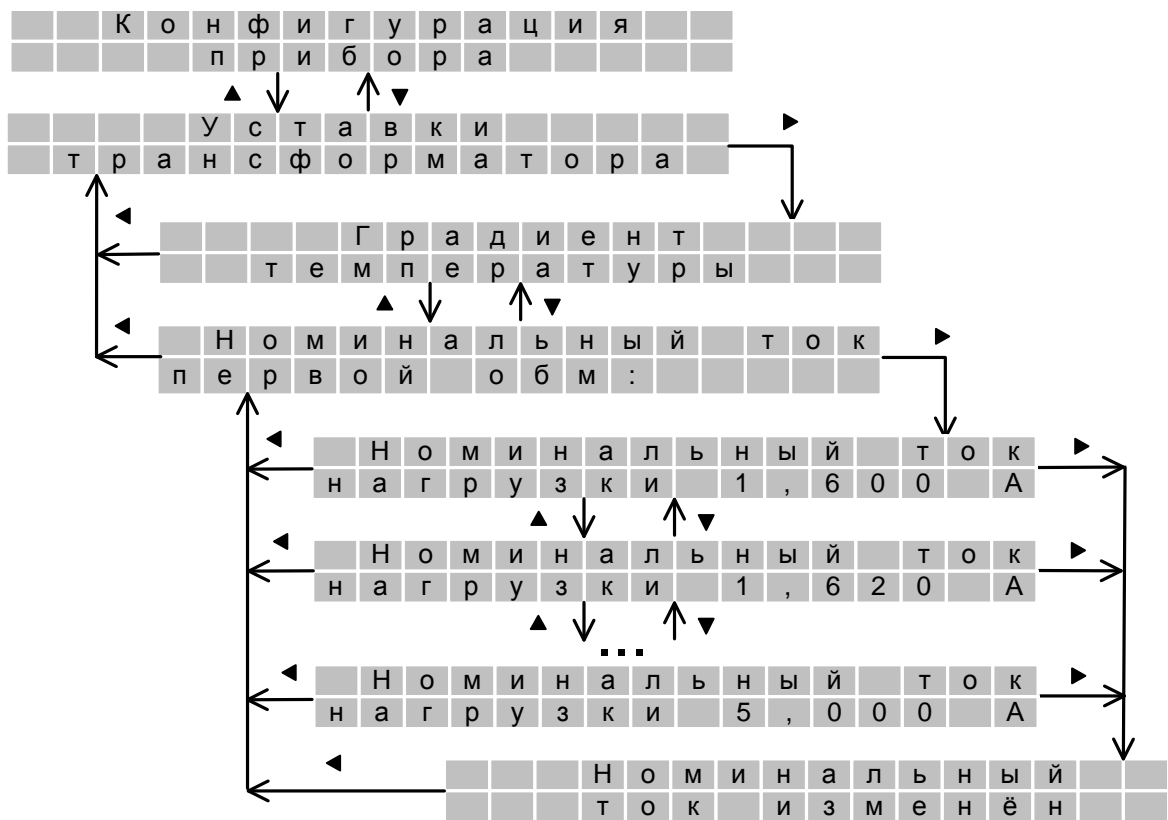 Конфигурация
прибора
Уставки
трансформатора
Градиент
температуры
Номинальный ток
первой обм:
Номинальный ток
нагрузки 1,600 А
Номинальный ток
нагрузки 1,620 А
...
Номинальный ток
нагрузки 5,000 А
Номинальный
ток изменён